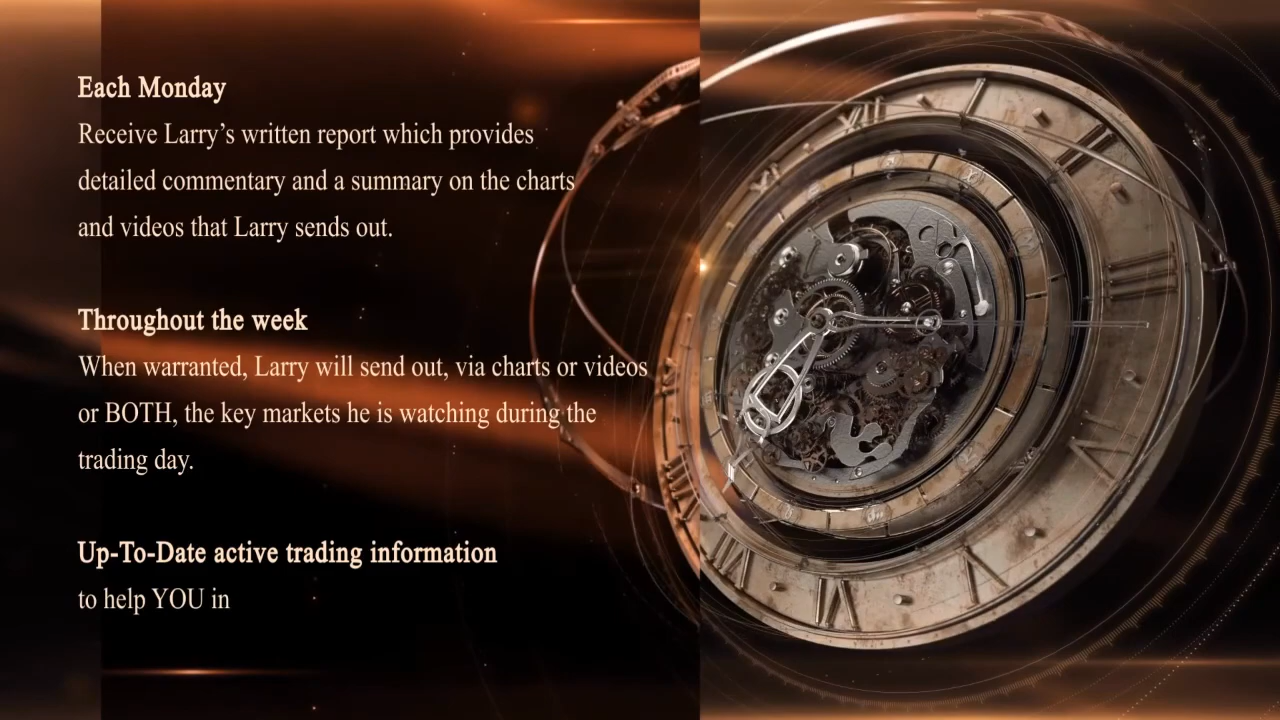 Each Monday
Receive Larry’s written report which provides
detailed commentary and a summary on the charts
and videos that Larry sends out.
Throughout the week
When warranted, Larry will send out, via charts or videos
or BOTH, the key markets he is watching during the
trading day.
Up-To-Date active trading information
to help YOU in